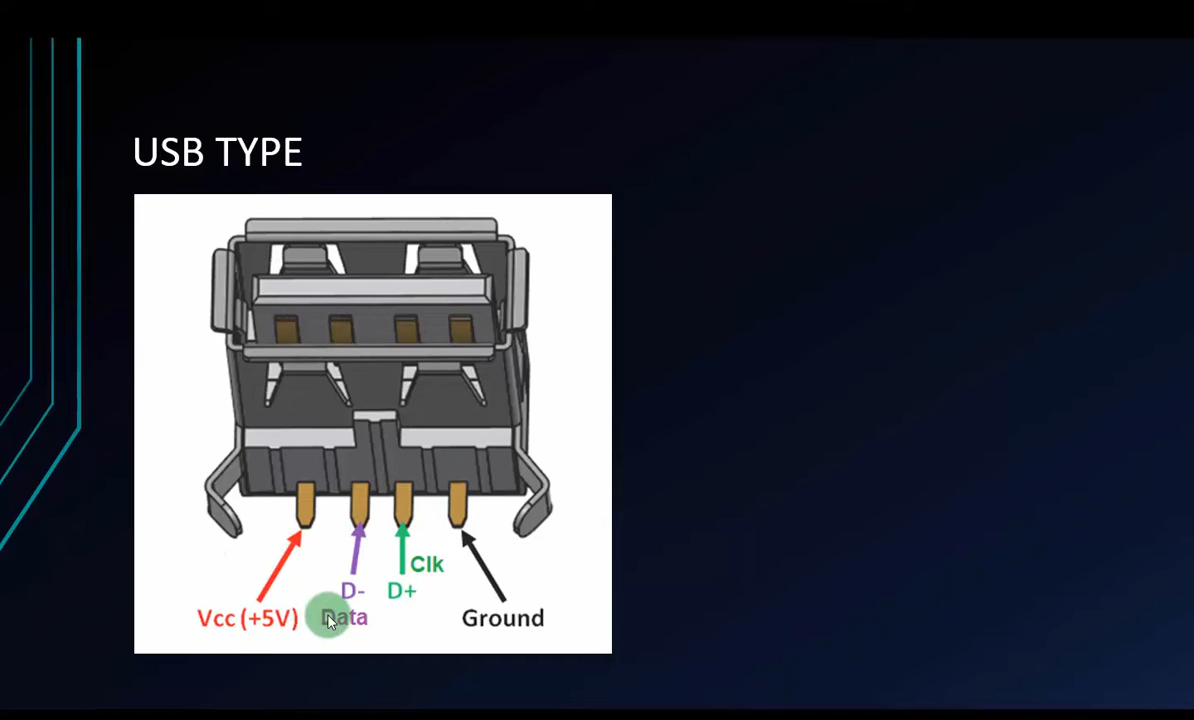 USB TYPE
Clk
D- D+
Vcc (+5V) Data Ground